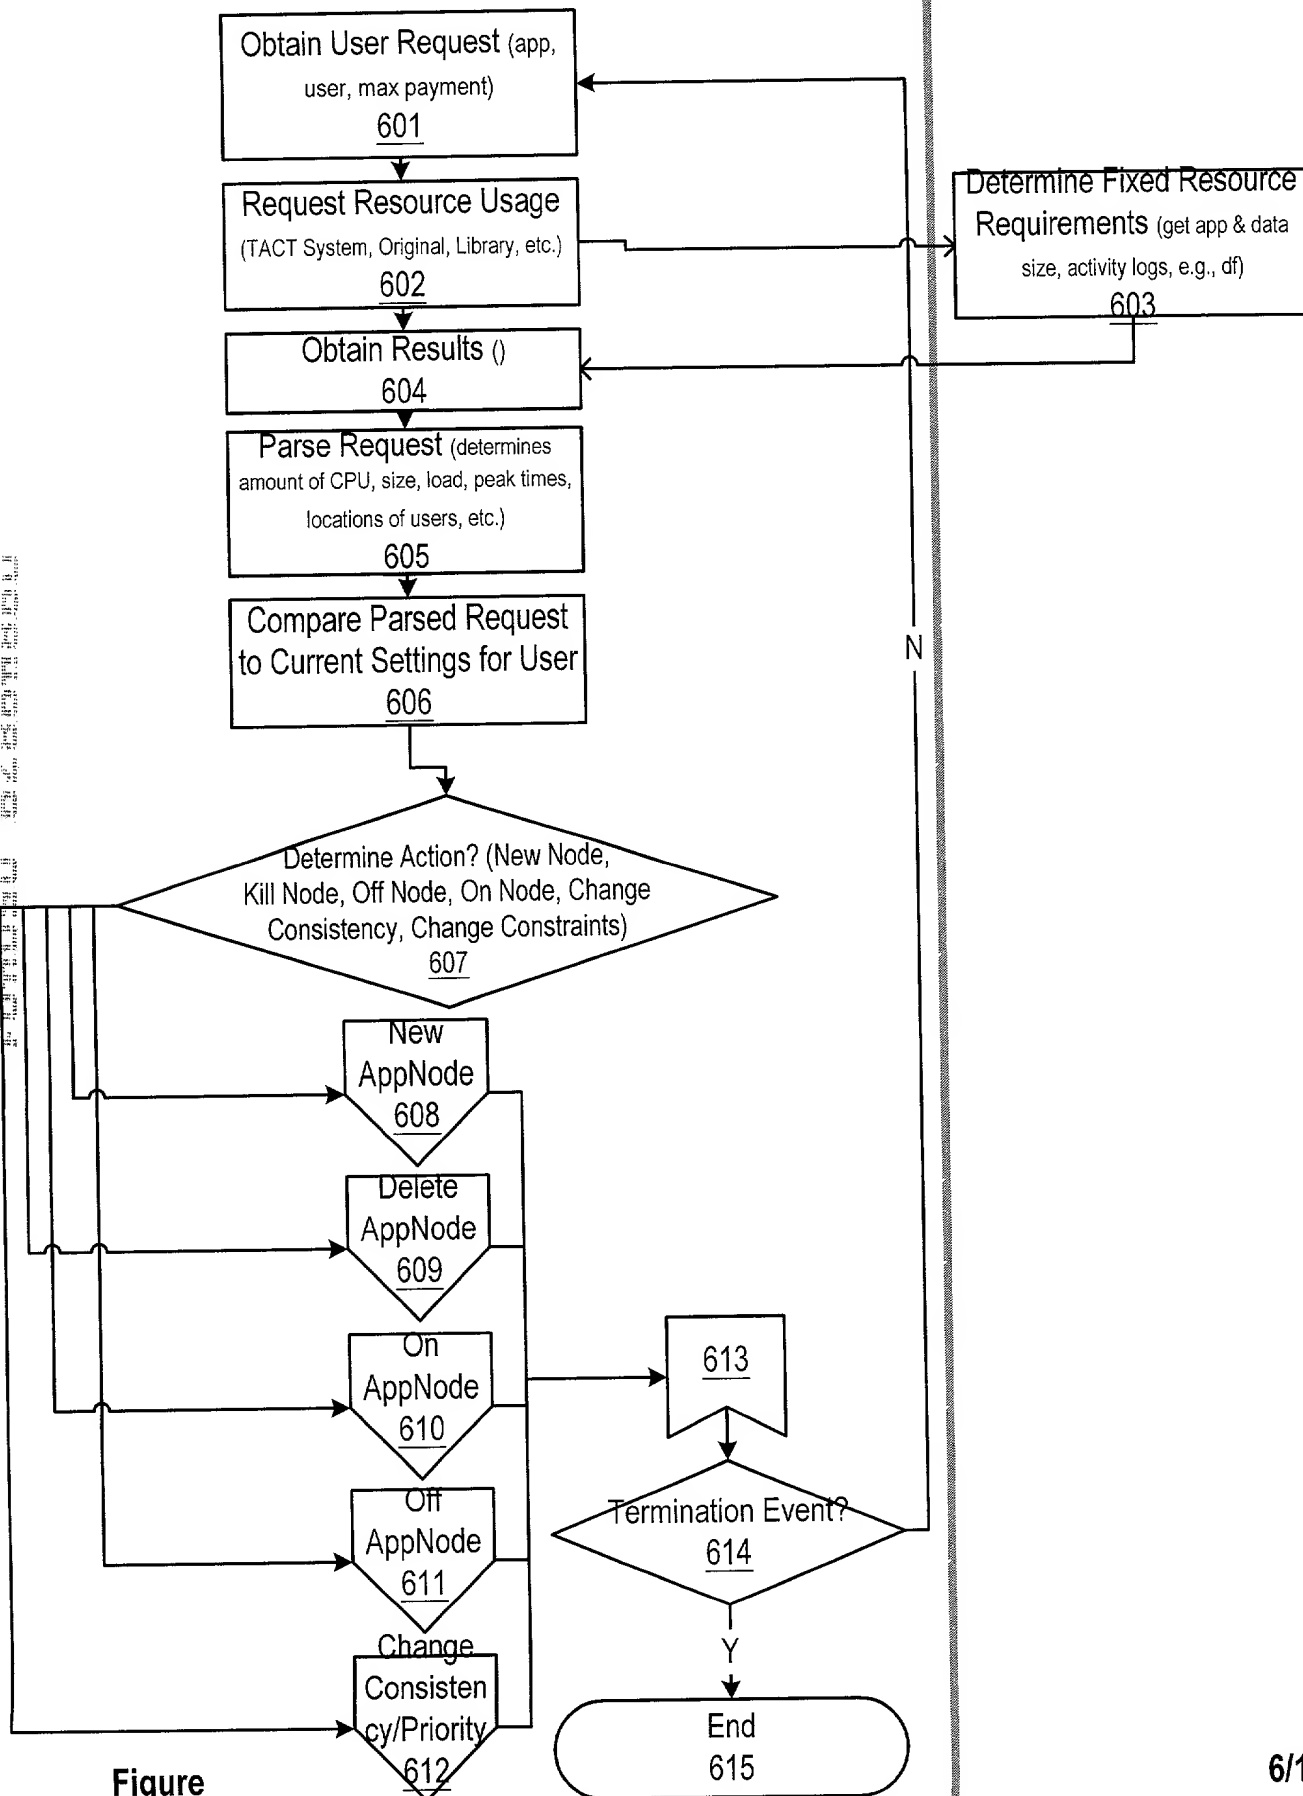 Obtain User Request (app,
user, max payment)
601
Request Resource Usage
(TACT System, Original, Library, etc.)
602
Determine Fixed Resource
Requirements (get app & data
size, activity logs, e.g., df)
603
Obtain Results ()
604
Parse Request (determines
amount of CPU, size, load, peak times,
locations of users, etc.)
605
Compare Parsed Request
to Current Settings for User
606
N
Determine Action? (New Node,
Kill Node, Off Node, On Node, Change
Consistency, Change Constraints)
607
New
AppNode
608
Delete
AppNode
609
On
AppNode
610
Off
AppNode
611
Change
Consisten
cy/Priority
612
613
Termination Event?
614
Y
End
615
Figure
6/1